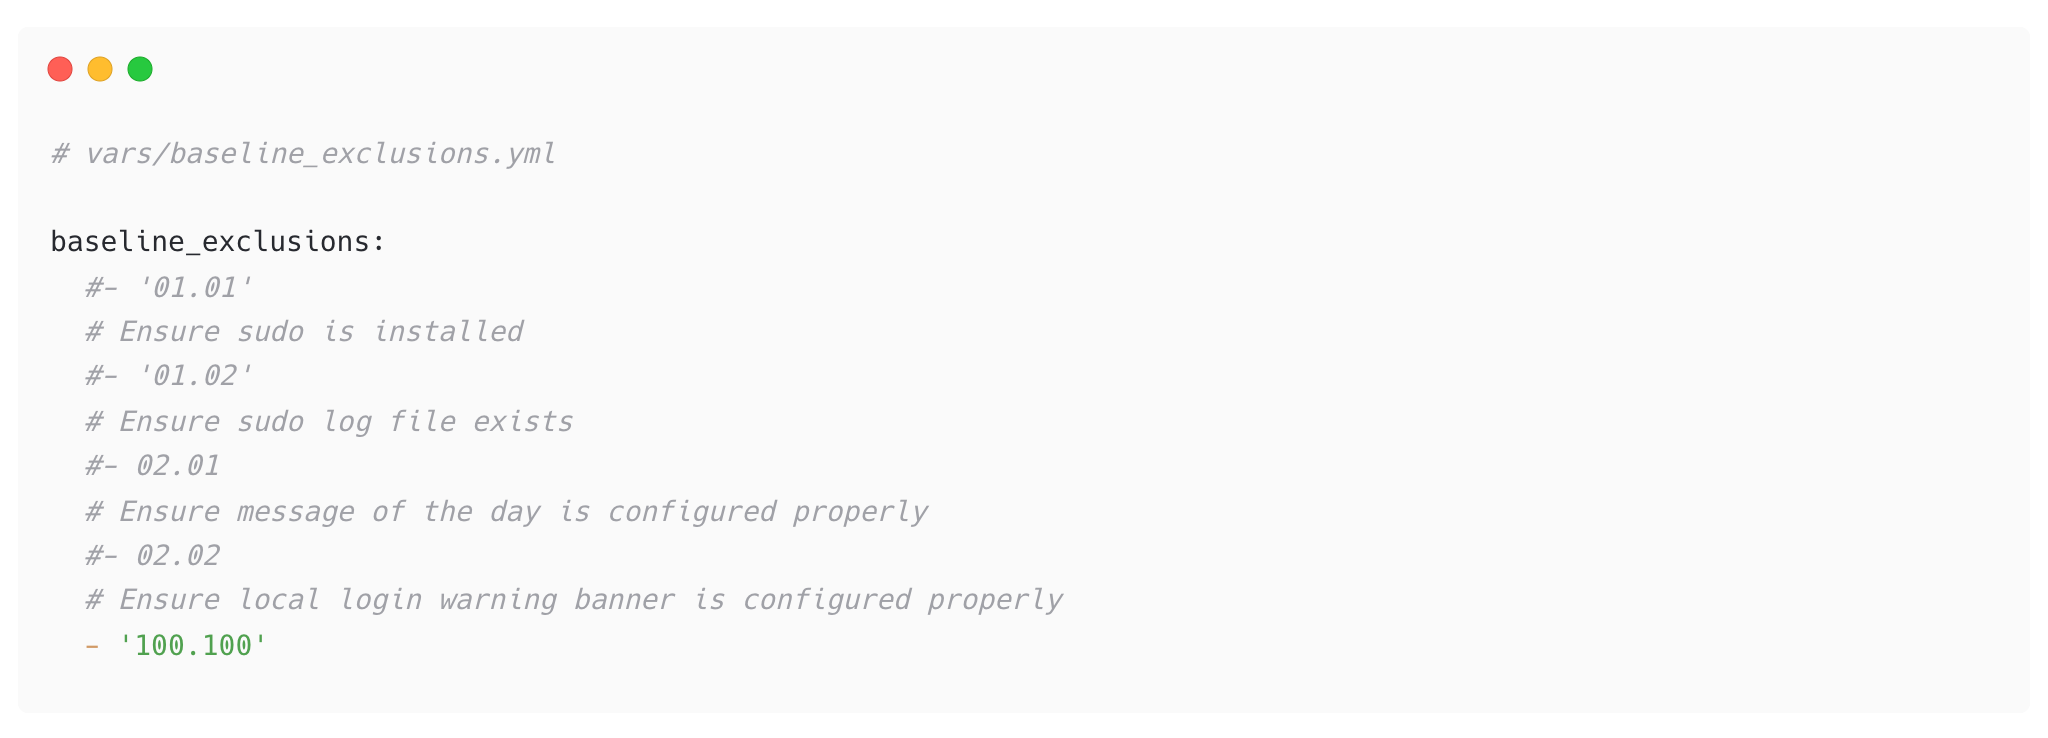 # vars/baseline_exclusions.yml
baseline_exclusions:
  #- '01.01'
  # Ensure sudo is installed
  #- '01.02'
  # Ensure sudo log file exists
  #- 02.01
  # Ensure message of the day is configured properly
  #- 02.02
  # Ensure local login warning banner is configured properly
  - '100.100'